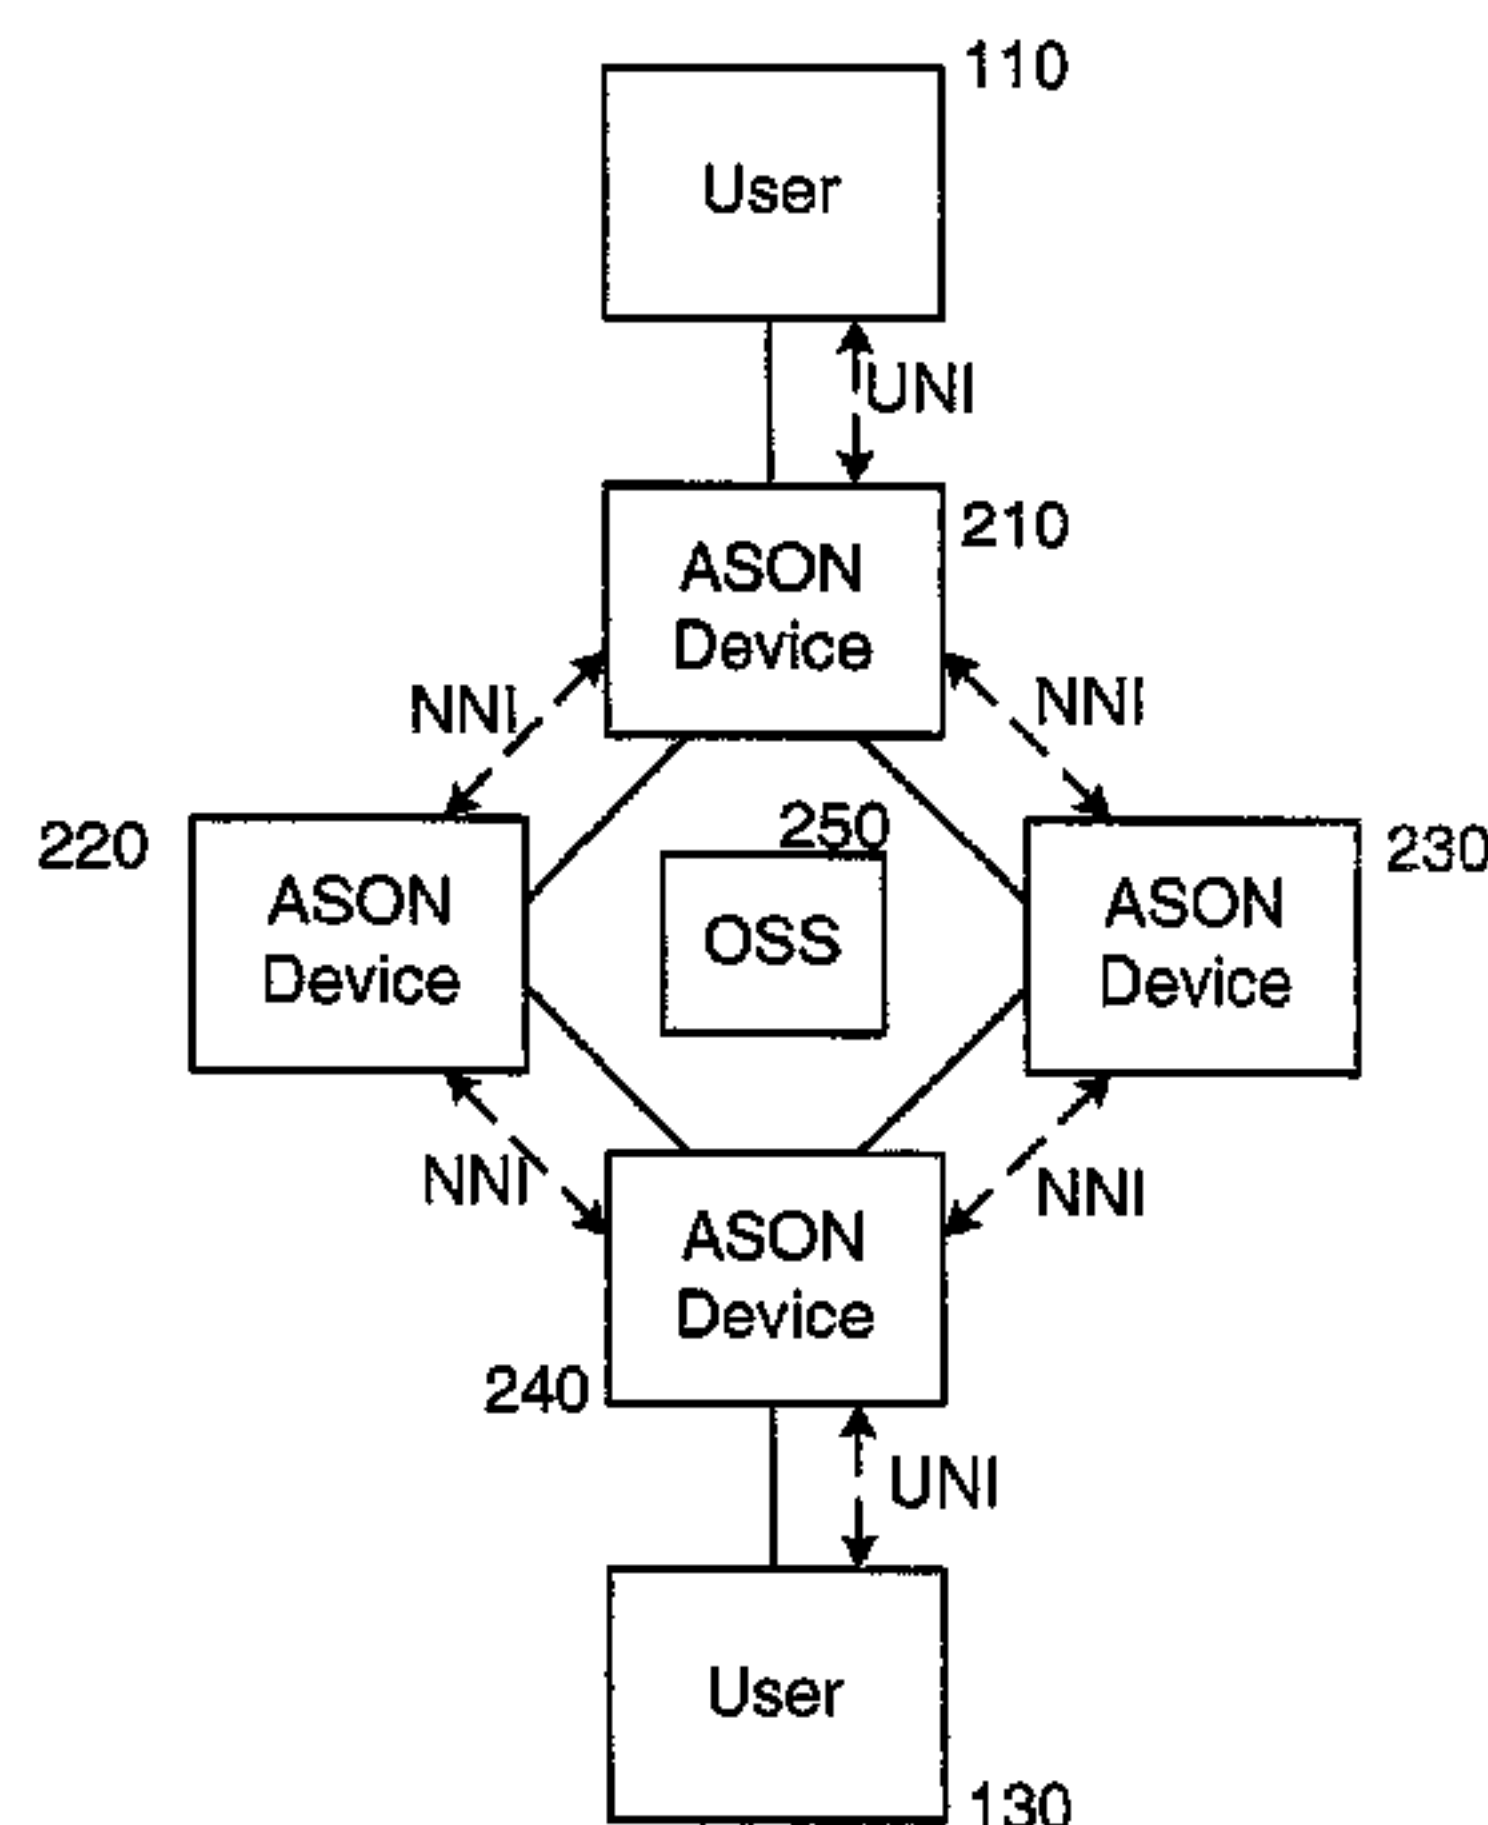 110
User
UNI
210
ASON
Device
NNI
NNI
220
250
230
ASON
Device
OSS
ASON
Device
NNI
NNI
ASON
Device
240
UNI
User
130